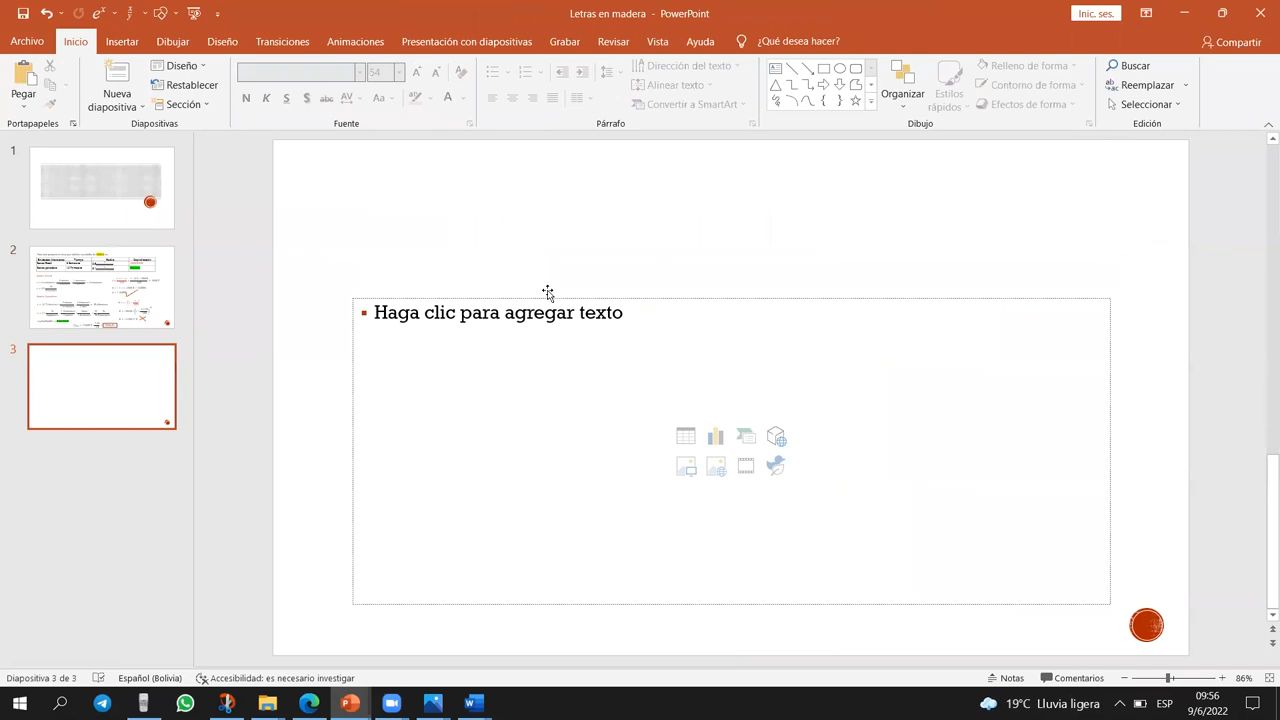 Letras en madera - PowerPoint
Inic. ses.
Archivo
Inicio
Insertar
Dibujar
Diseño
Transiciones
Animaciones
Presentación con diapositivas
Grabar
Revisar
Vista
Ayuda
¿Qué desea hacer?
Compartir
Pegar
Nueva
diapositiva
Diseño
Restablecer
Sección
54
N K S S abc AV Aa A
Dirección del texto
Alinear texto
Convertir a SmartArt
Organizar
Estilos
rápidos
Relleno de forma
Contorno de forma
Efectos de forma
Buscar
Reemplazar
Seleccionar
Portapapeles
Diapositivas
Fuente
Párrafo
Dibujo
Edición
1
2
3
Haga clic para agregar texto
Diapositiva 3 de 3
Español (Bolivia)
Accesibilidad: es necesario investigar
Notas
Comentarios
86%
19°C Lluvia ligera
ESP
09:56
9/6/2022